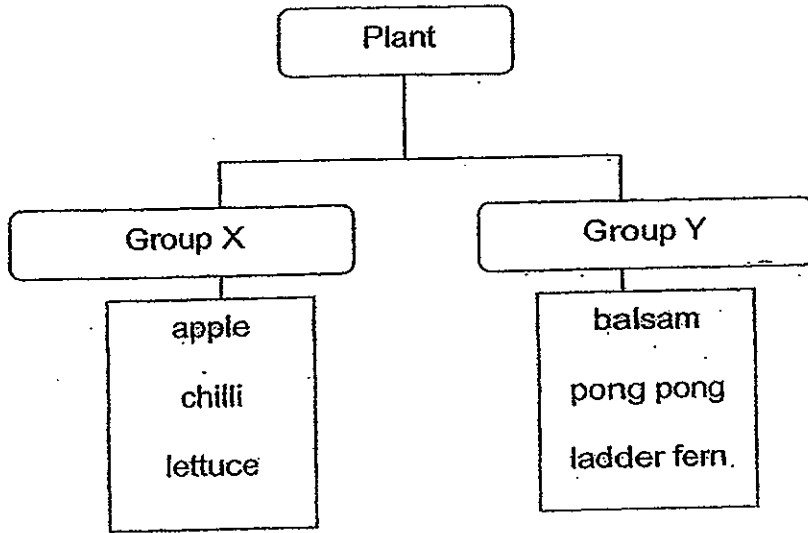 Plant
Group X
Group Y
apple
chilli
lettuce
balsam
pong pong
ladder fern.